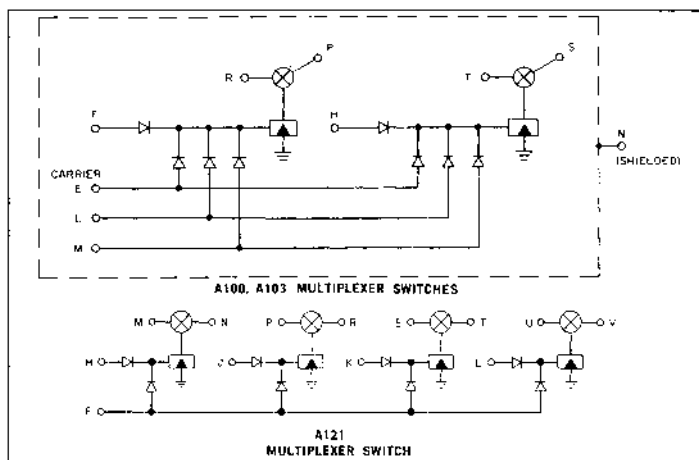 P
S
R
T
F
H
N
(SHIELDED)
CARRIER
E
L
M
A100, A103 MULTIPLEXER SWITCHES
M N P R S T U V
H J K L
F
A121
MULTIPLEXER SWITCH